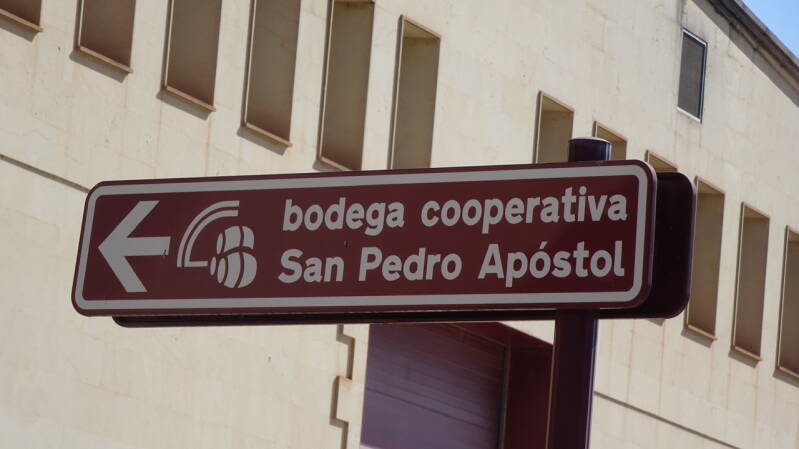 bodega cooperativa
San Pedro Apóstol